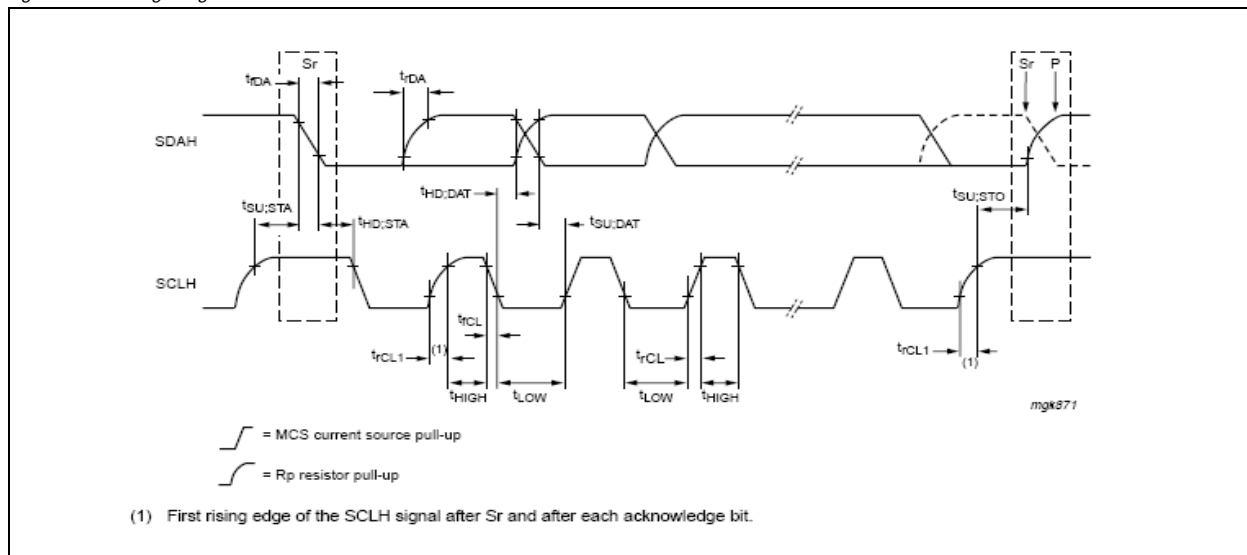 Sr
Sr P
tfDA
trDA
SDAH
tHD;DAT
tSU;STO
tSU;STA
tHD;STA
tSU;DAT
SCLH
tfCL
trCL1
(1)
trCL
trCL1
(1)
tHIGH
tLOW
tLOW
tHIGH
mgk871
= MCS current source pull-up
= Rp resistor pull-up
(1) First rising edge of the SCLH signal after Sr and after each acknowledge bit.